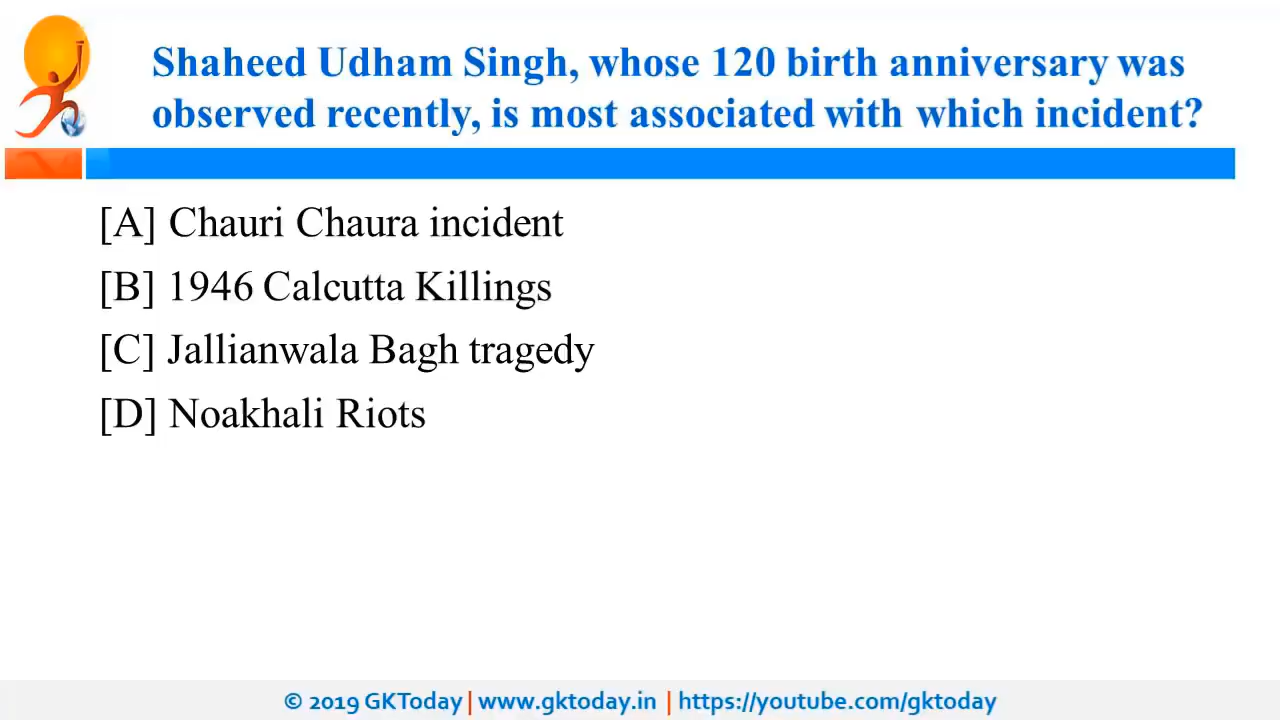 Shaheed Udham Singh, whose 120 birth anniversary was
observed recently, is most associated with which incident?
[A] Chauri Chaura incident
[B] 1946 Calcutta Killings
[C] Jallianwala Bagh tragedy
[D] Noakhali Riots
© 2019 GKToday | www.gktoday.in | https://youtube.com/gktoday